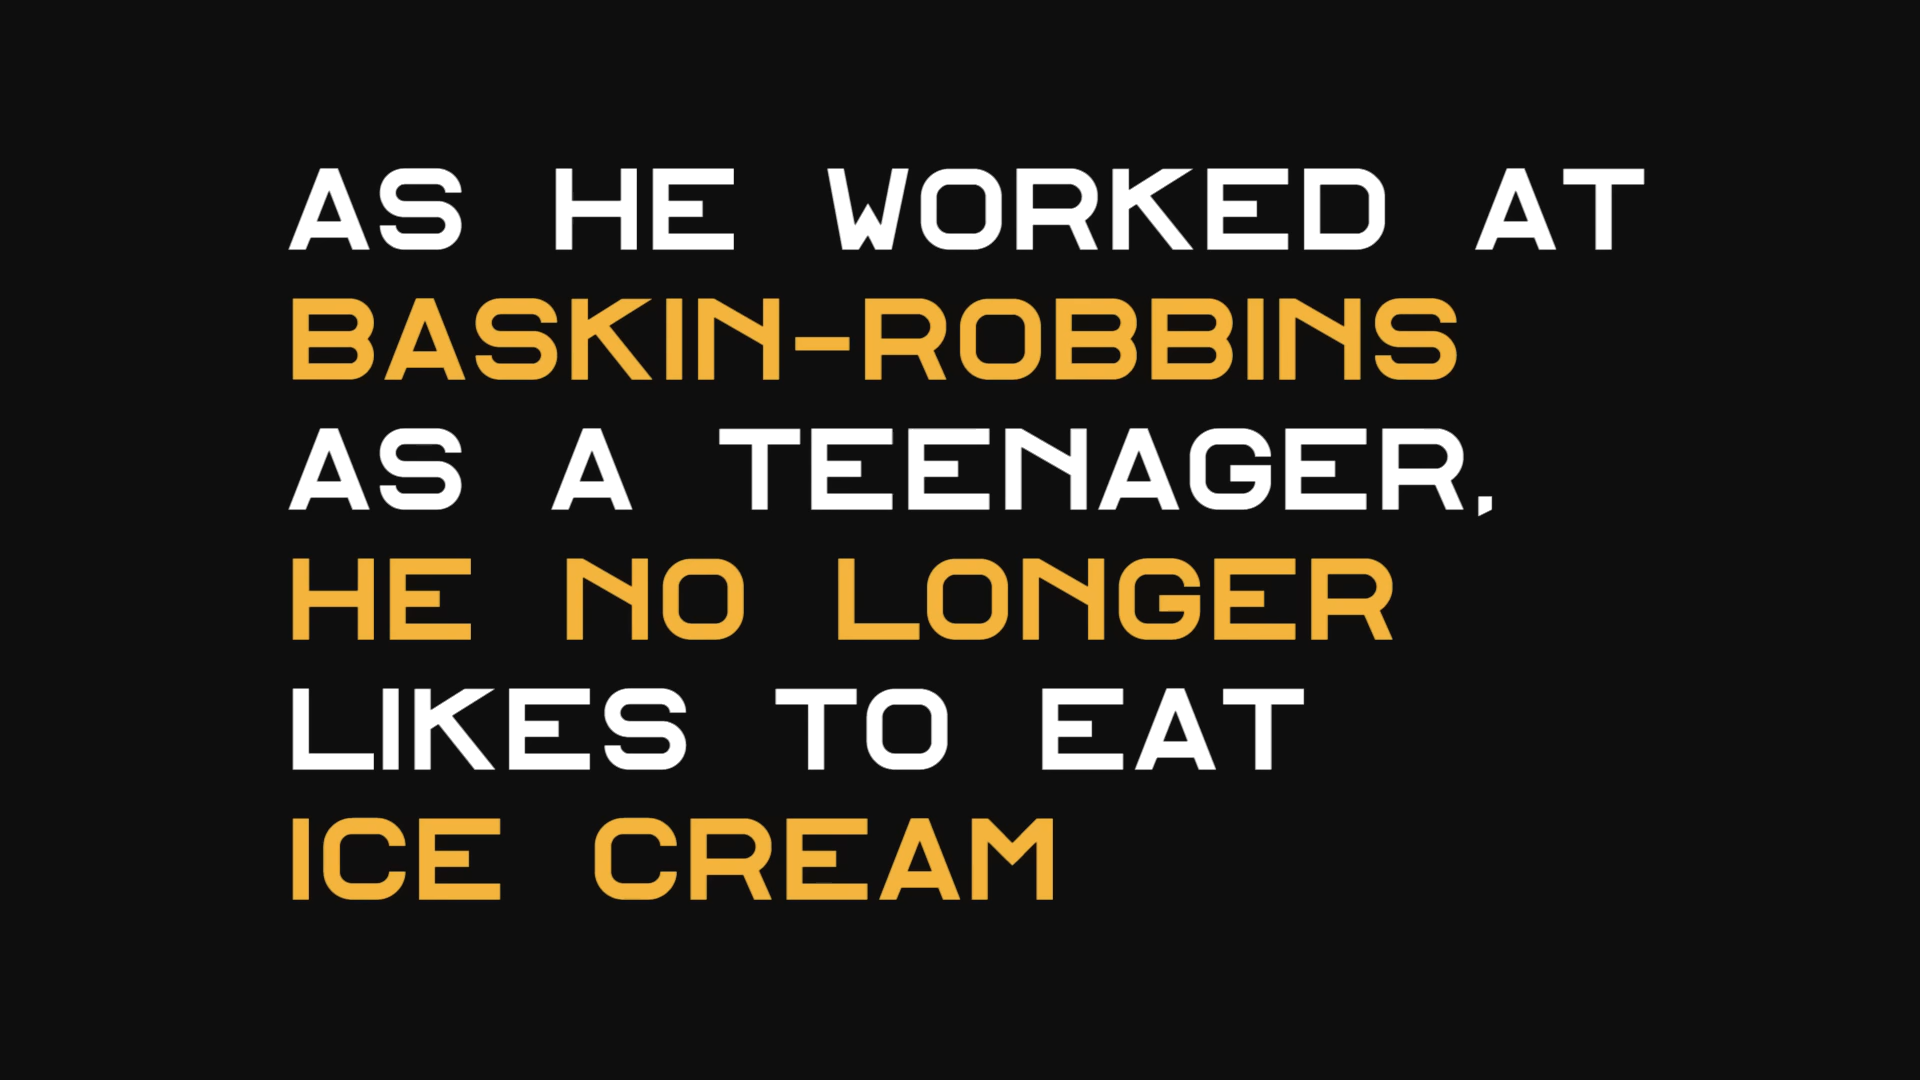 AS HE WORKED AT
BASKIN-ROBBINS
AS A TEENAGER,
HE NO LONGER
LIKES TO EAT
ICE CREAM